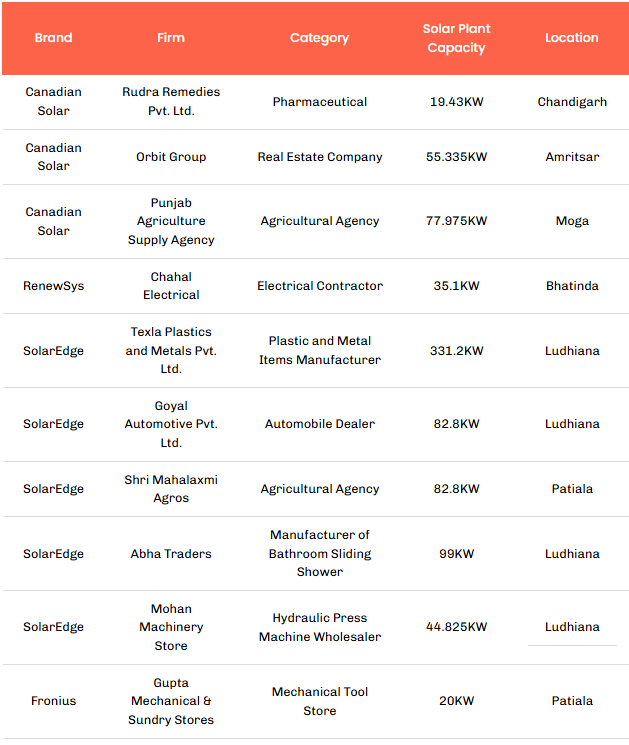 Brand Firm Category Solar Plant Capacity Location
Canadian Solar Rudra Remedies Pvt. Ltd. Pharmaceutical 19.43KW Chandigarh
Canadian Solar Orbit Group Real Estate Company 55.335KW Amritsar
Canadian Solar Punjab Agriculture Supply Agency Agricultural Agency 77.975KW Moga
RenewSys Chahal Electrical Electrical Contractor 35.1KW Bhatinda
SolarEdge Texla Plastics and Metals Pvt. Ltd. Plastic and Metal Items Manufacturer 331.2KW Ludhiana
SolarEdge Goyal Automotive Pvt. Ltd. Automobile Dealer 82.8KW Ludhiana
SolarEdge Shri Mahalaxmi Agros Agricultural Agency 82.8KW Patiala
SolarEdge Abha Traders Manufacturer of Bathroom Sliding Shower 99KW Ludhiana
SolarEdge Mohan Machinery Store Hydraulic Press Machine Wholesaler 44.825KW Ludhiana
Fronius Gupta Mechanical & Sundry Stores Mechanical Tool Store 20KW Patiala